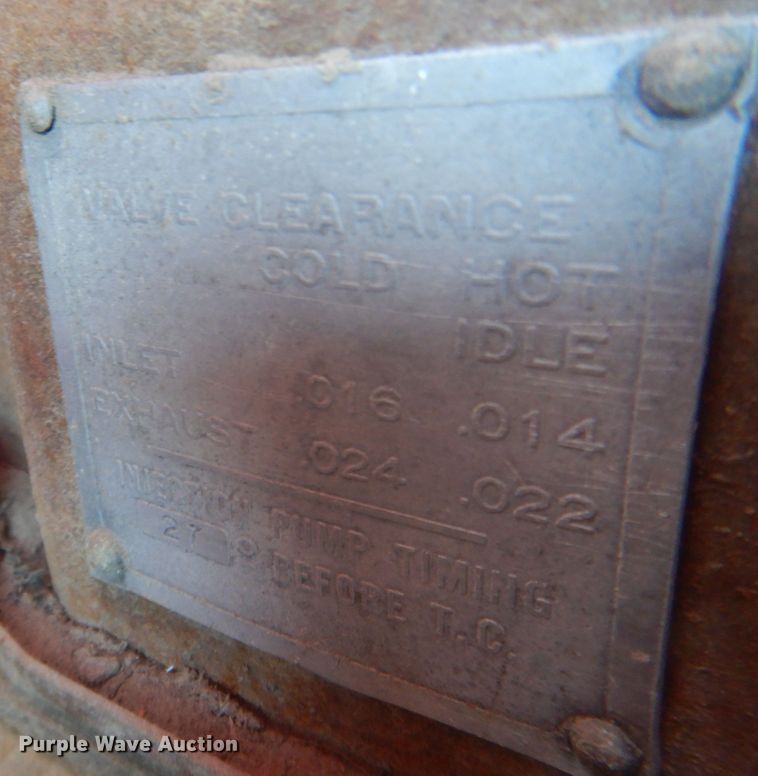 VALVE CLEARANCE
COLD HOT
IDLE
INLET .016 .014
EXHAUST .024 .022
INJECTION PUMP TIMING
27 ° BEFORE T.C.
Purple Wave Auction